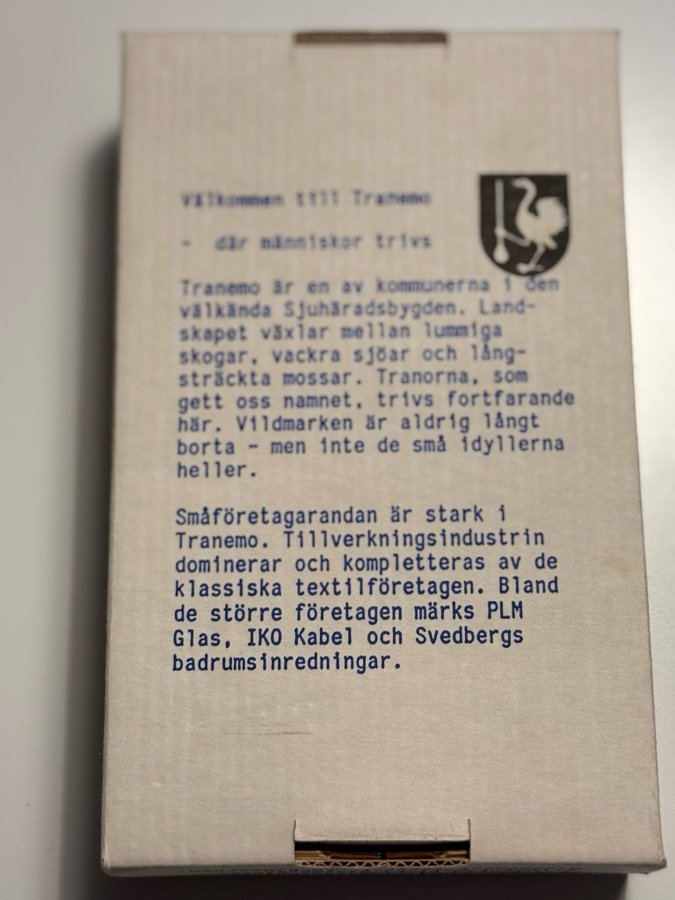 Välkommen till Tranemo
- där människor trivs
Tranemo är en av kommunerna i den
välkända Sjuhäradsbygden. Land-
skapet växlar mellan lummiga
skogar, vackra sjöar och lång-
sträckta mossar. Tranorna, som
gett oss namnet, trivs fortfarande
här. Vildmarken är aldrig långt
borta - men inte de små idyllerna
heller.
Småföretagarandan är stark i
Tranemo. Tillverkningsindustrin
dominerar och kompletteras av de
klassiska textilföretagen. Bland
de större företagen märks PLM
Glas, IKO Kabel och Svedbergs
badrumsinredningar.